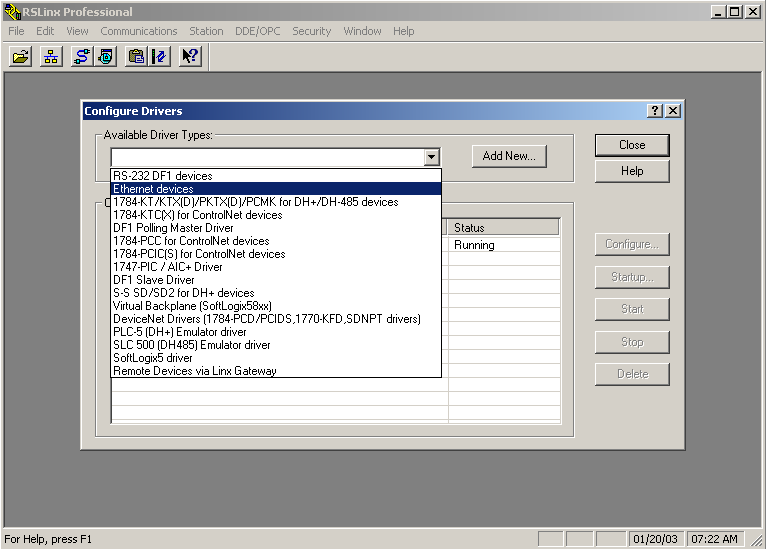 RSLinx Professional
File Edit View Communications Station DDE/OPC Security Window Help
Configure Drivers
Available Driver Types:
Add New...
Close
Help
RS-232 DF1 devices
Ethernet devices
1784-KT/KTX(D)/PKTX(D)/PCMK for DH+/DH-485 devices
1784-KTC(X) for ControlNet devices
DF1 Polling Master Driver
1784-PCC for ControlNet devices
1784-PCIC(S) for ControlNet devices
1747-PIC / AIC+ Driver
DF1 Slave Driver
S-S SD/SD2 for DH+ devices
Virtual Backplane (SoftLogix58xx)
DeviceNet Drivers (1784-PCD/PCIDS,1770-KFD,SDNPT drivers)
PLC-5 (DH+) Emulator driver
SLC 500 (DH485) Emulator driver
SoftLogix5 driver
Remote Devices via Linx Gateway
Status
Running
Configure...
Startup...
Start
Stop
Delete
For Help, press F1
01/20/03 07:22 AM